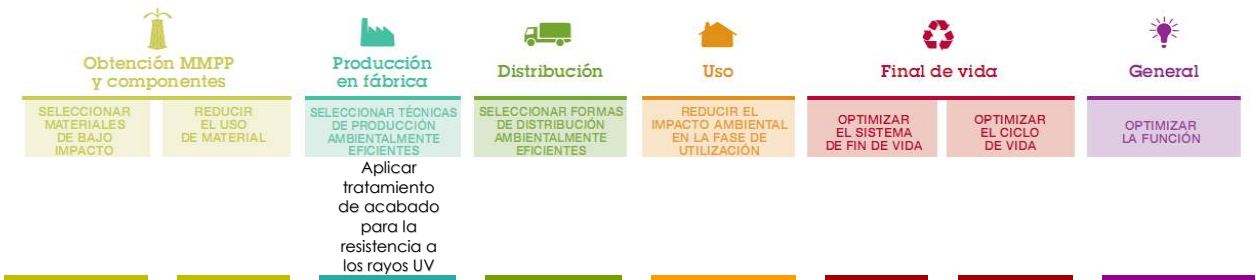 Obtención MMPP
y componentes
Producción
en fábrica
Distribución
Uso
Final de vida
General
SELECCIONAR
MATERIALES
DE BAJO
IMPACTO
REDUCIR
EL USO
DE MATERIAL
SELECCIONAR TÉCNICAS
DE PRODUCCIÓN
AMBIENTALMENTE
EFICIENTES
SELECCIONAR FORMAS
DE DISTRIBUCIÓN
AMBIENTALMENTE
EFICIENTES
REDUCIR EL
IMPACTO AMBIENTAL
EN LA FASE DE
UTILIZACIÓN
OPTIMIZAR
EL SISTEMA
DE FIN DE VIDA
OPTIMIZAR
EL CICLO
DE VIDA
OPTIMIZAR
LA FUNCIÓN
Aplicar
tratamiento
de acabado
para la
resistencia a
los rayos UV